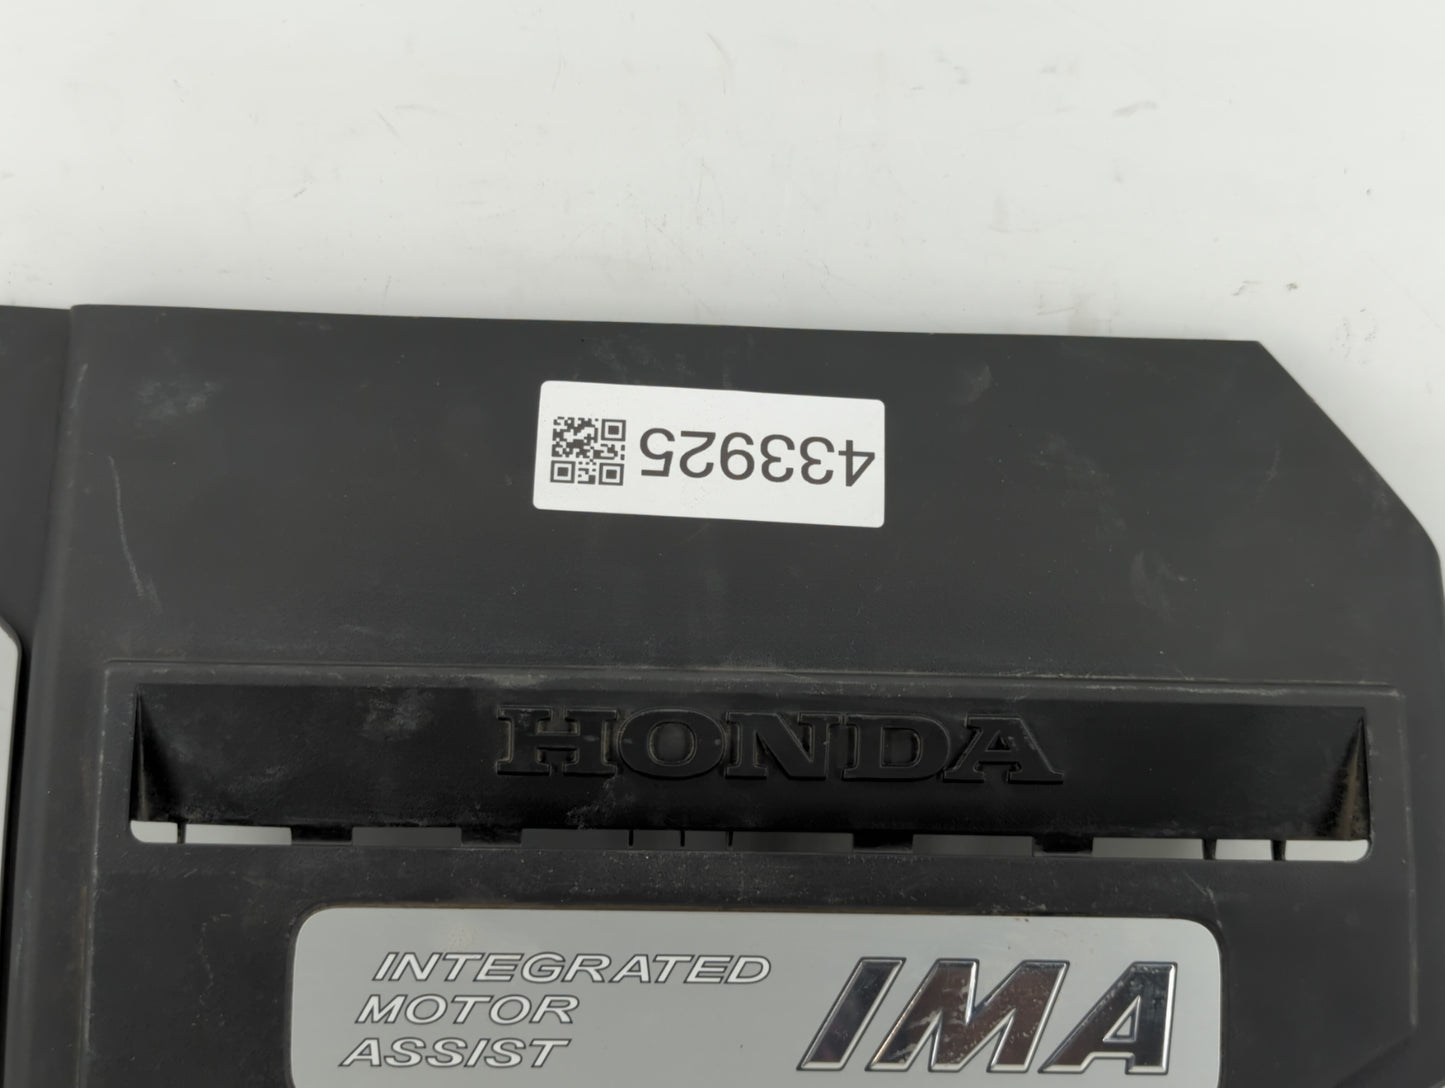 433925
HONDA
INTEGRATED
MOTOR
ASSIST
IMA